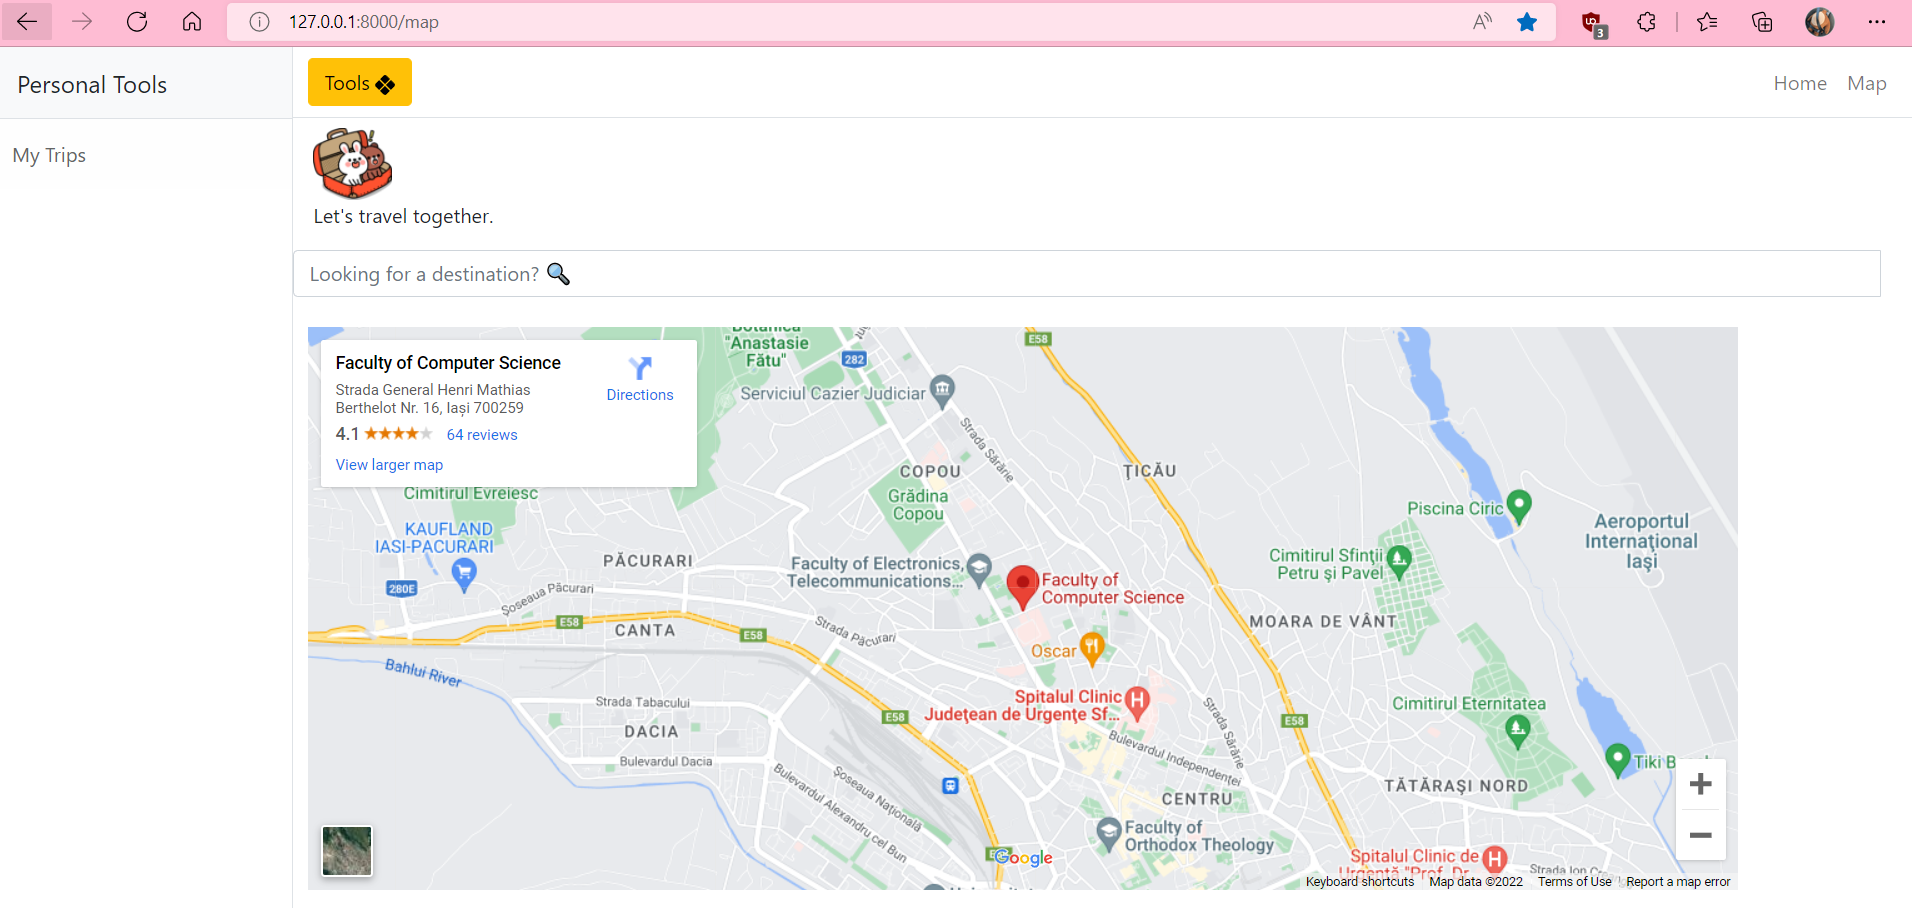 127.0.0.1:8000/map
3
Personal Tools
Tools
Home
Map
My Trips
Let's travel together.
Looking for a destination?
Faculty of Computer Science
Strada General Henri Mathias
Berthelot Nr. 16, Iași 700259
4.1
64 reviews
View larger map
Directions
"Anastasie
Fătu"
282
E58
Serviciul Cazier Judiciar
Strada Sărărie
COPOU
Grădina
Copou
ȚICĂU
Cimitirul Evreiesc
KAUFLAND
IASI-PACURARI
Piscina Ciric
Aeroportul
Internațional
Iași
PĂCURARI
Faculty of Electronics,
Telecommunications...
Cimitirul Sfinții
Petru și Pavel
280E
Șoseaua Păcurari
Faculty of
Computer Science
E58
CANTA
E58
Strada Păcurari
MOARA DE VÂNT
Oscar
Bahlui River
Spitalul Clinic
Județean de Urgențe Sf...
Strada Tabacului
E58
Strada Sărărie
E58
Cimitirul Eternitatea
DACIA
Bulevardul Dacia
Bulevardul Independenței
Tiki
Șoseaua Națională
Bulevardul Alexandru cel Bun
CENTRU
TĂTĂRAȘI NORD
Faculty of
Orthodox Theology
Google
Spitalul Clinic de
Strada Ion
Keyboard shortcuts
Map data ©2022
Terms of Use
Report a map error